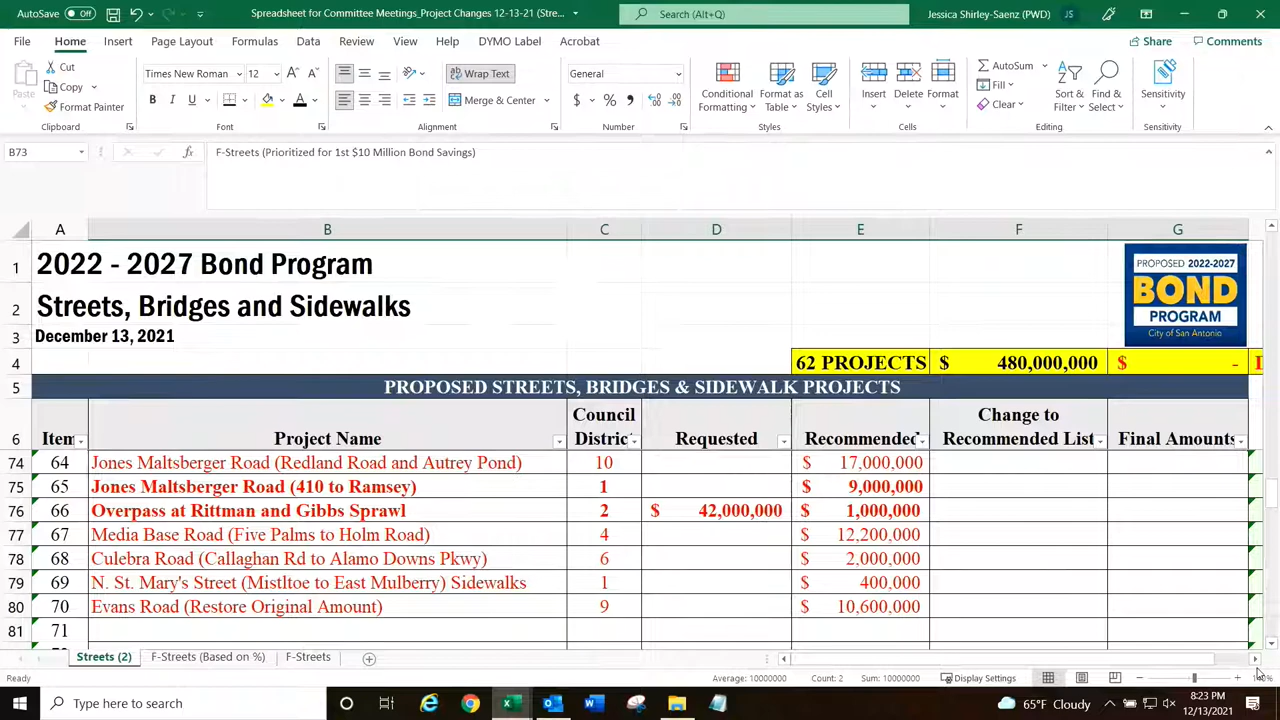 AutoSave Off Spreadsheet for Committee Meetings_Project Changes 12-13-21 (Stre... Search (Alt+Q) Jessica Shirley-Saenz (PWD) JS
File Home Insert Page Layout Formulas Data Review View Help DYMO Label Acrobat Share Comments
Cut Times New Roman 12 Wrap Text General AutoSum
Copy Fill
Paste Format Painter B I U Merge & Center $ % Conditional Formatting Format as Table Cell Styles Insert Delete Format Clear Sort & Filter Find & Select Sensitivity
Clipboard Font Alignment Number Styles Cells Editing Sensitivity
B73 fx F-Streets (Prioritized for 1st $10 Million Bond Savings)
A B C D E F G
1 2022 - 2027 Bond Program
PROPOSED 2022-2027
BOND
PROGRAM
City of San Antonio
2 Streets, Bridges and Sidewalks
3 December 13, 2021
4 62 PROJECTS $ 480,000,000 $ -
5 PROPOSED STREETS, BRIDGES & SIDEWALK PROJECTS
6 Item Project Name Council Distric Requested Recommended Change to Recommended List Final Amounts
74 64 Jones Maltsberger Road (Redland Road and Autrey Pond) 10 $ 17,000,000
75 65 Jones Maltsberger Road (410 to Ramsey) 1 $ 9,000,000
76 66 Overpass at Rittman and Gibbs Sprawl 2 $ 42,000,000 $ 1,000,000
77 67 Media Base Road (Five Palms to Holm Road) 4 $ 12,200,000
78 68 Culebra Road (Callaghan Rd to Alamo Downs Pkwy) 6 $ 2,000,000
79 69 N. St. Mary's Street (Mistltoe to East Mulberry) Sidewalks 1 $ 400,000
80 70 Evans Road (Restore Original Amount) 9 $ 10,600,000
81 71
Streets (2) F-Streets (Based on %) F-Streets
Ready Average: 10000000 Count: 2 Sum: 10000000 Display Settings
Type here to search 65°F Cloudy 8:23 PM
12/13/2021